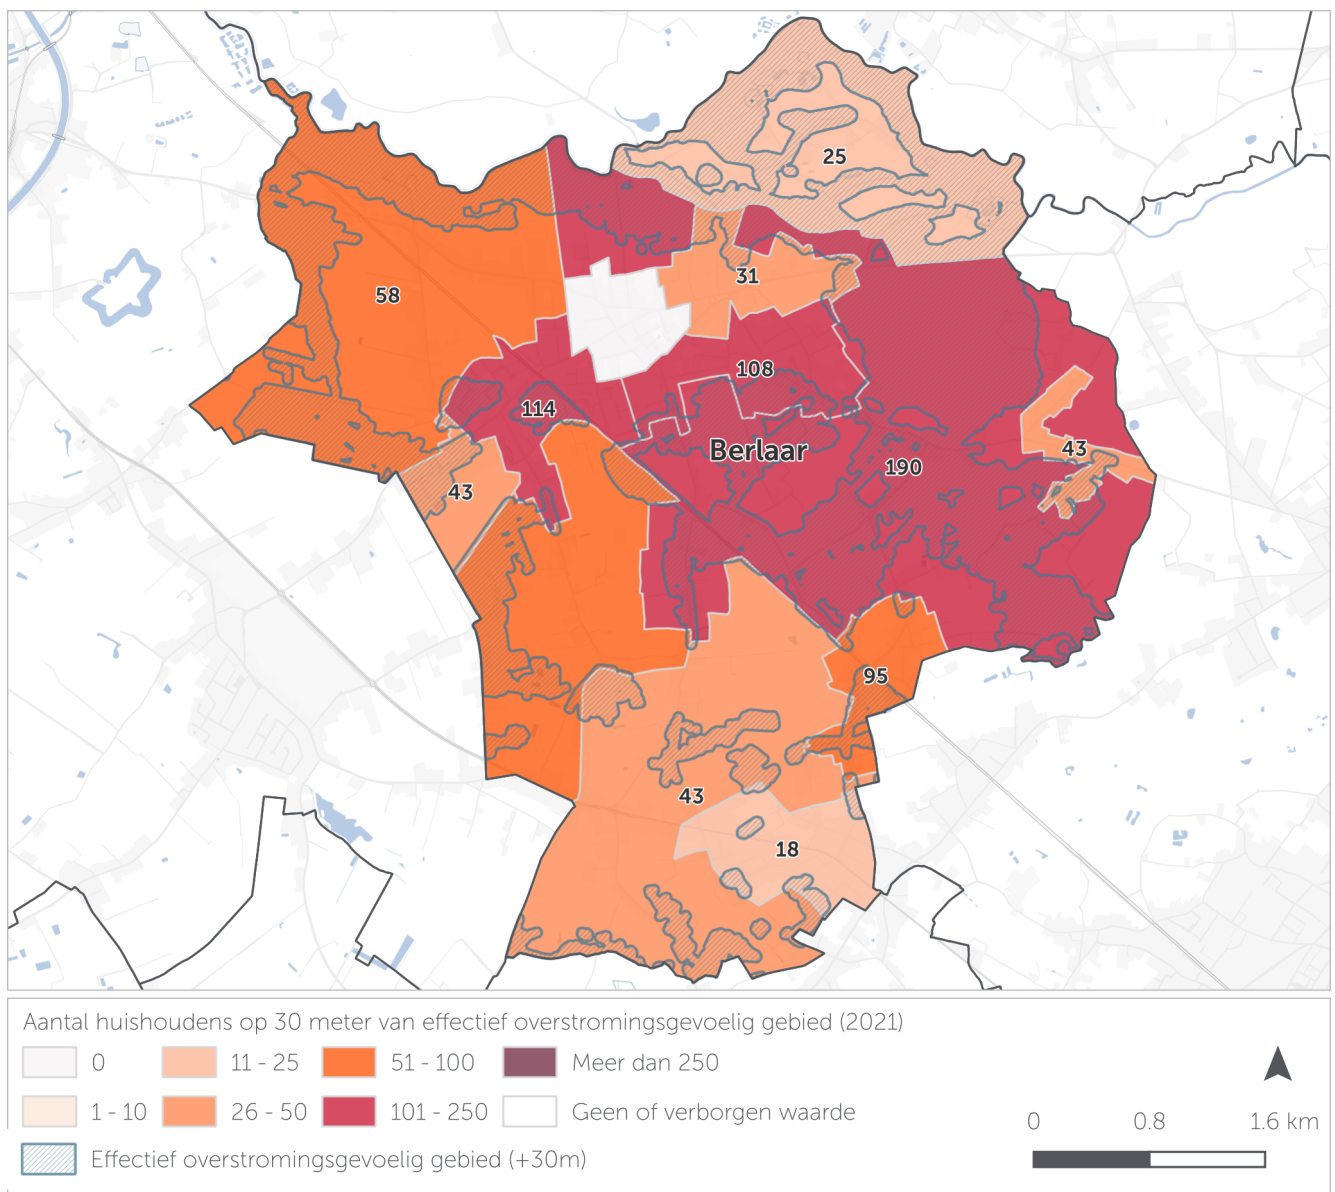 25
58
31
108
114
Berlaar
190
43
43
95
43
18
Aantal huishoudens op 30 meter van effectief overstromingsgevoelig gebied (2021)
0 11 - 25 51 - 100 Meer dan 250
1 - 10 26 - 50 101 - 250 Geen of verborgen waarde
0 0.8 1.6 km
Effectief overstromingsgevoelig gebied (+30m)